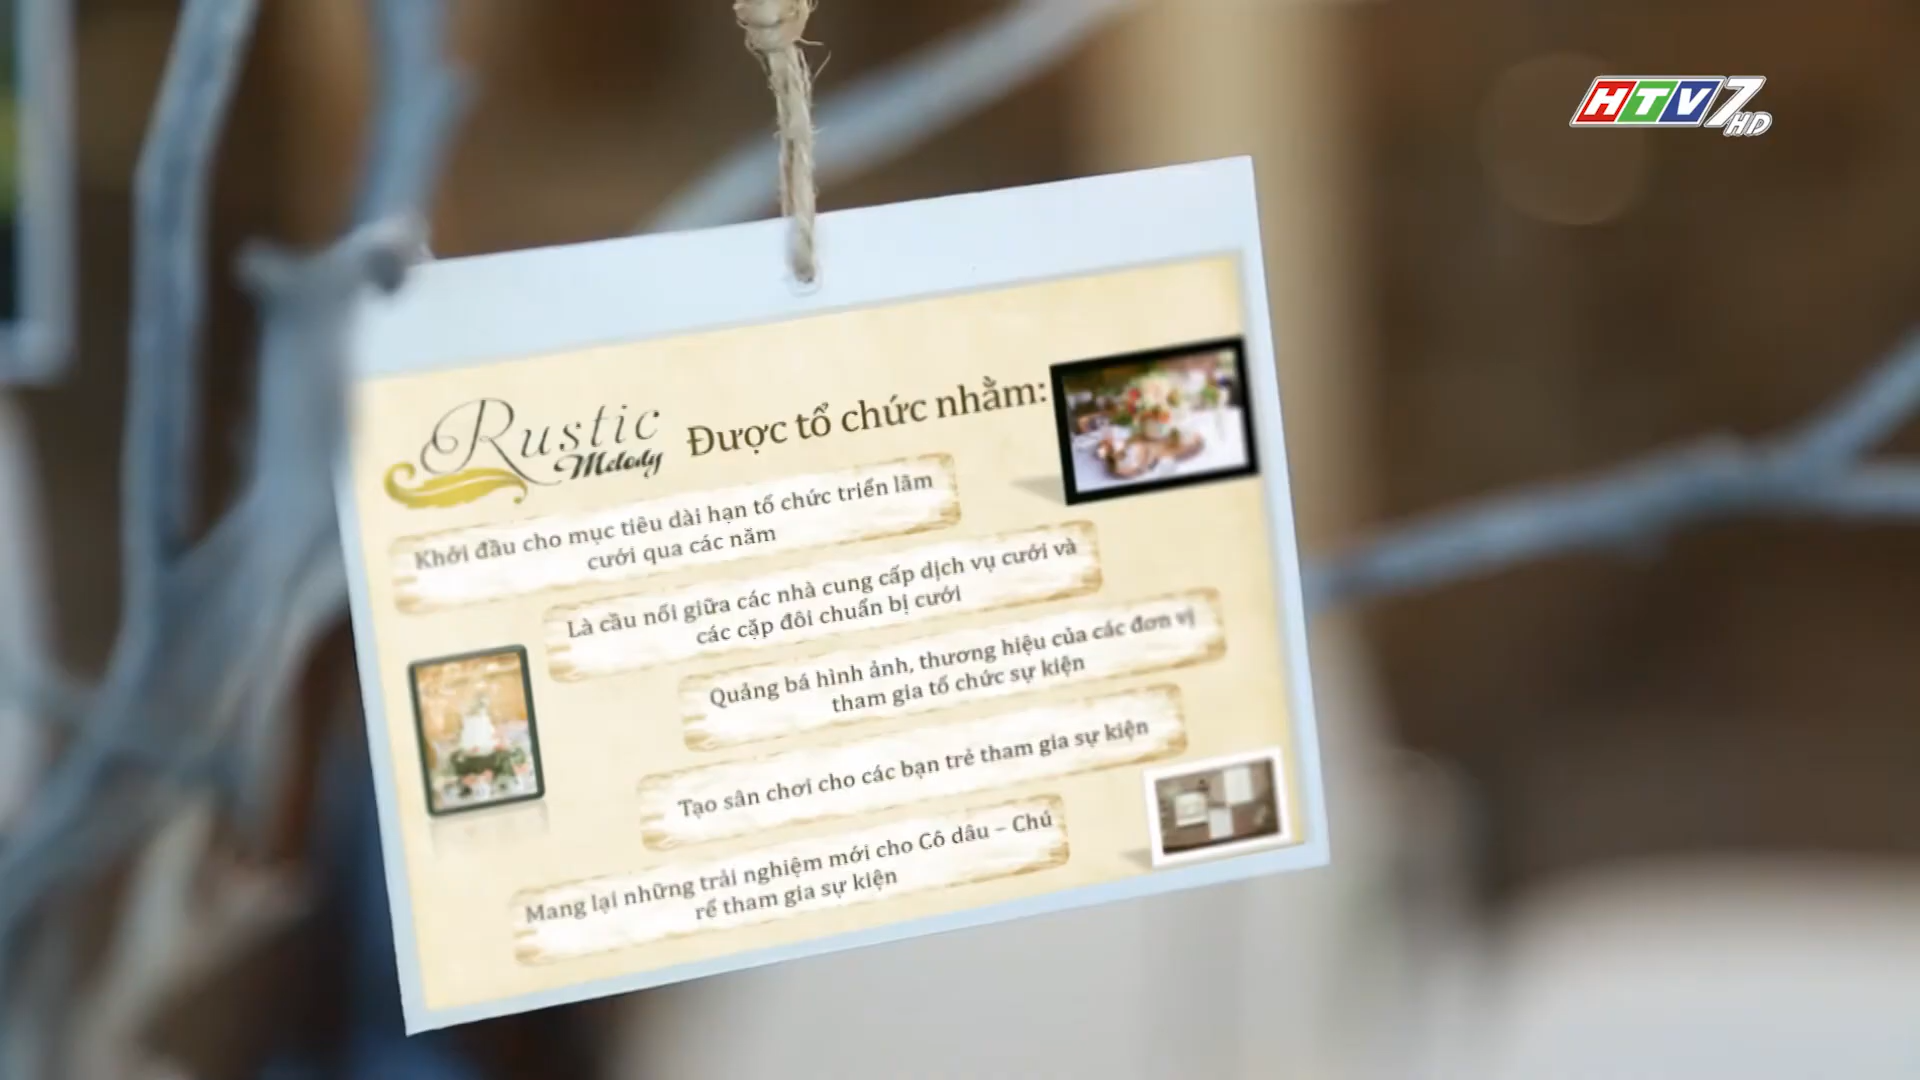 HTV7
HD
Rustic
Melody
Được tổ chức nhằm:
Khởi đầu cho mục tiêu dài hạn tổ chức triển lãm
cưới qua các năm
Là cầu nối giữa các nhà cung cấp dịch vụ cưới và
các cặp đôi chuẩn bị cưới
Quảng bá hình ảnh, thương hiệu của các đơn vị
tham gia tổ chức sự kiện
Tạo sân chơi cho các bạn trẻ tham gia sự kiện
Mang lại những trải nghiệm mới cho Cô dâu – Chú
rể tham gia sự kiện